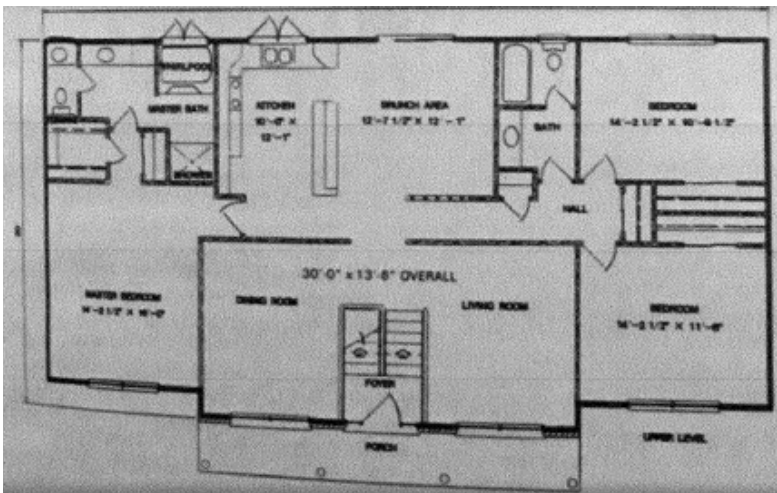 WHIRLPOOL
MASTER BATH
SHOWER
KITCHEN
10'-6" X
12'-1"
BRUNCH AREA
12'-7 1/2" X 12'-1"
BATH
BEDROOM
14'-2 1/2" X 10'-9 1/2"
HALL
MASTER BEDROOM
14'-2 1/2" X 16'-0"
30'-0" x 13'-6" OVERALL
DINING ROOM
LIVING ROOM
BEDROOM
14'-2 1/2" X 11'-6"
FOYER
PORCH
UPPER LEVEL